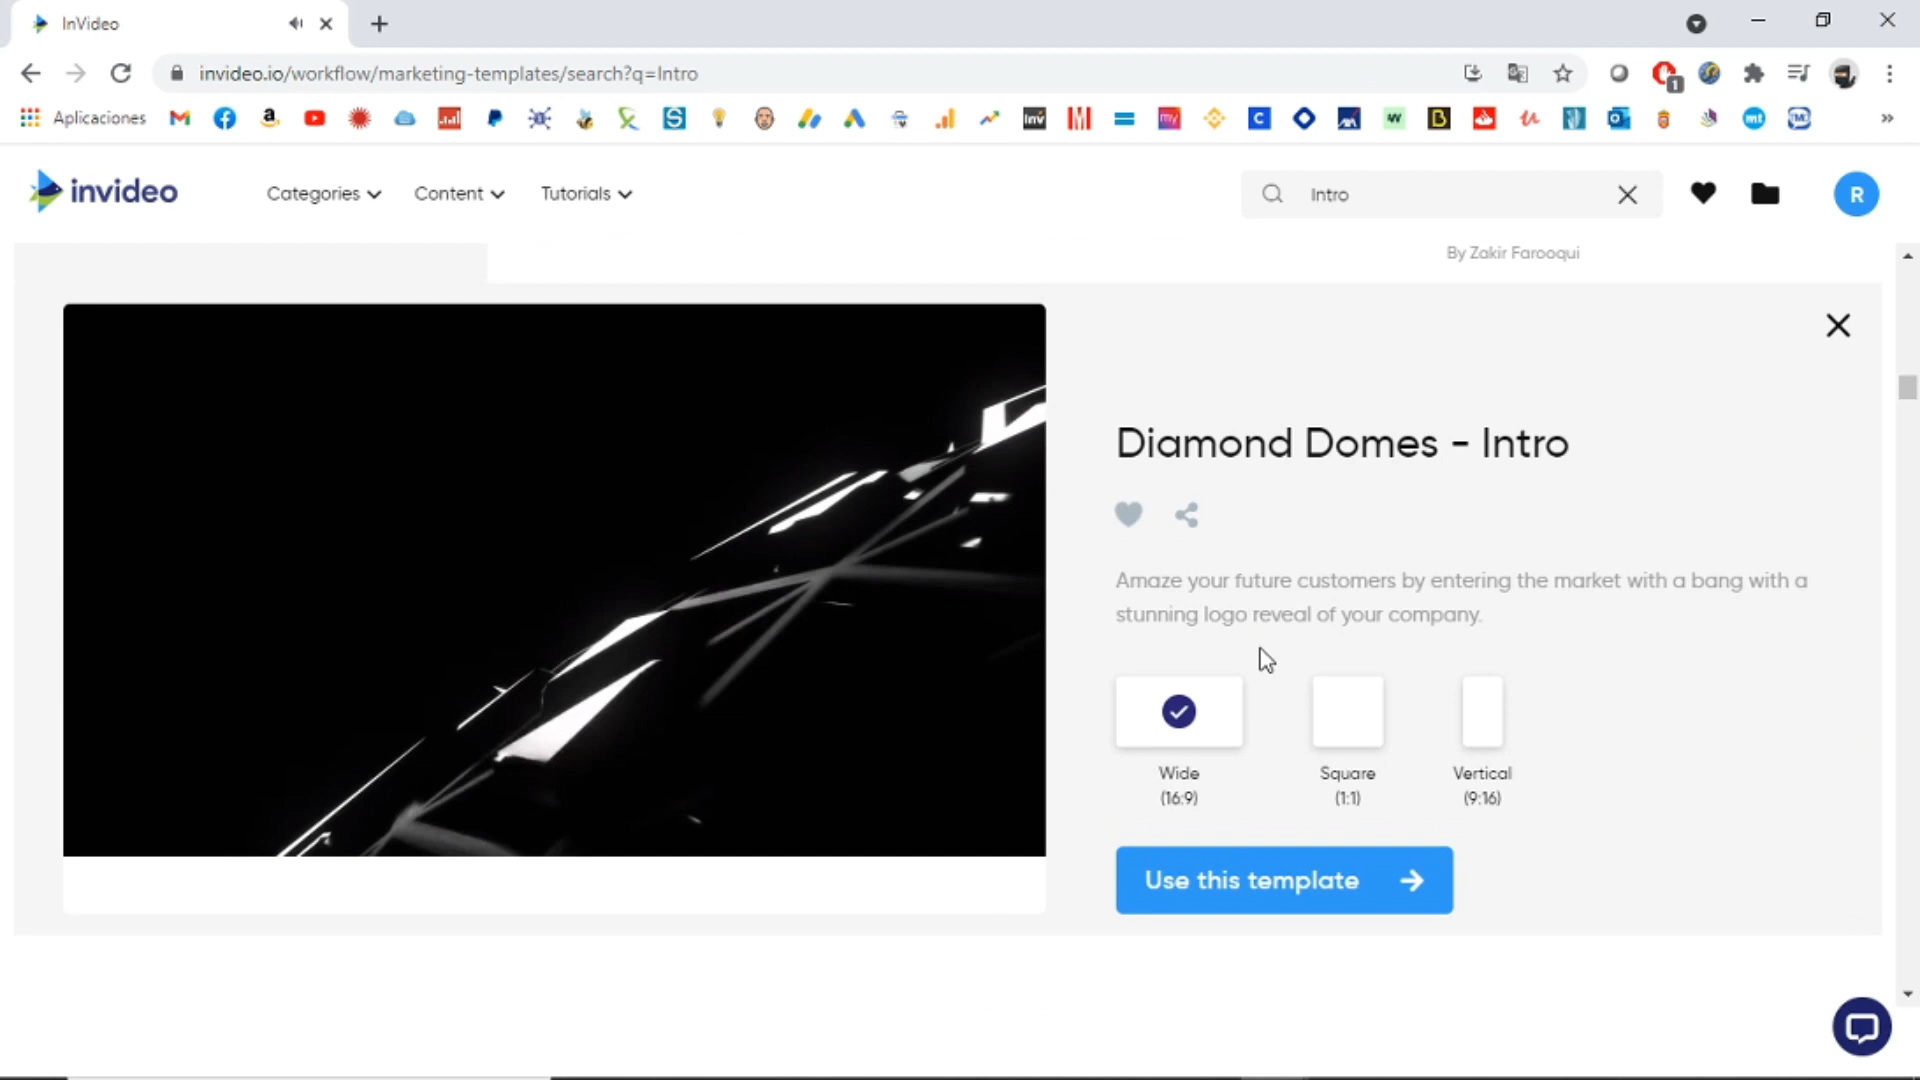 InVideo
invideo.io/workflow/marketing-templates/search?q=Intro
1
Aplicaciones
invideo
Categories
Content
Tutorials
Intro
R
By Zakir Farooqui
Diamond Domes - Intro
Amaze your future customers by entering the market with a bang with a
stunning logo reveal of your company.
Wide
(16:9)
Square
(1:1)
Vertical
(9:16)
Use this template